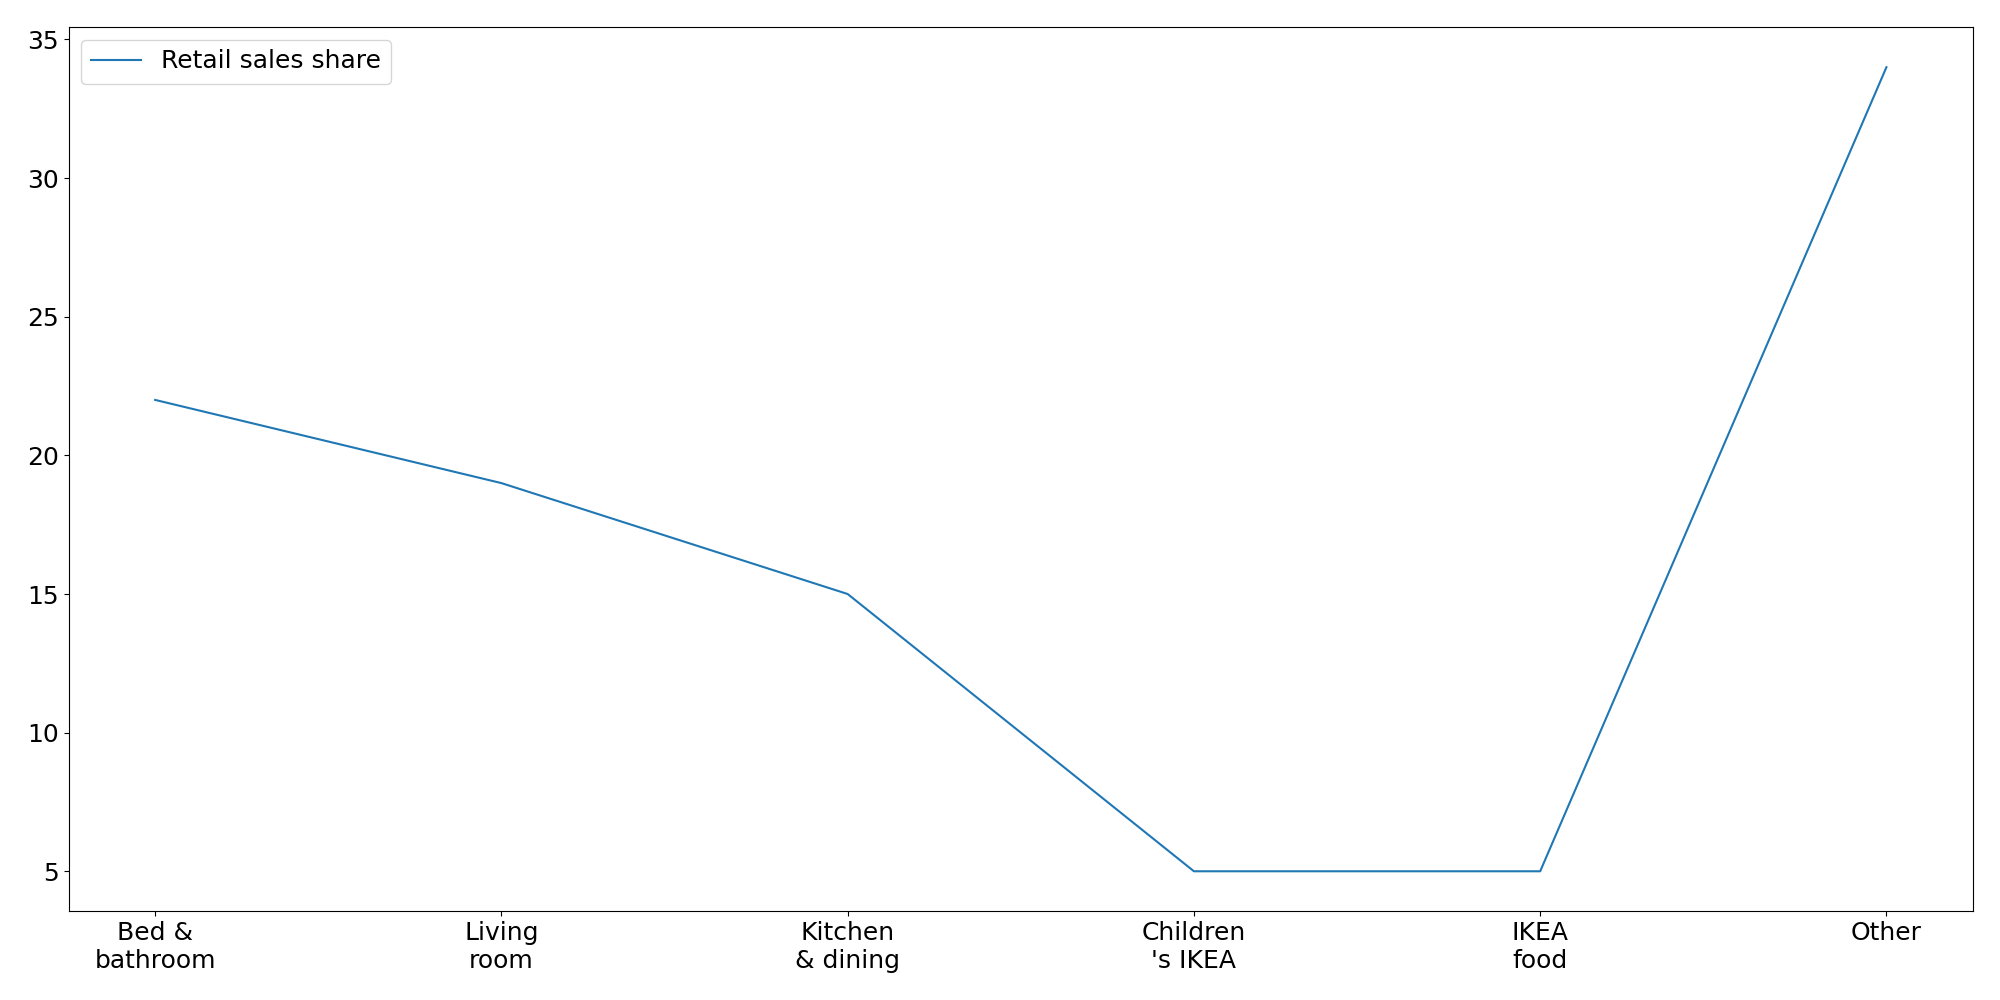 Retail sales share
35
30
25
20
15
10
5
Bed &
bathroom
Living
room
Kitchen
& dining
Children
's IKEA
IKEA
food
Other